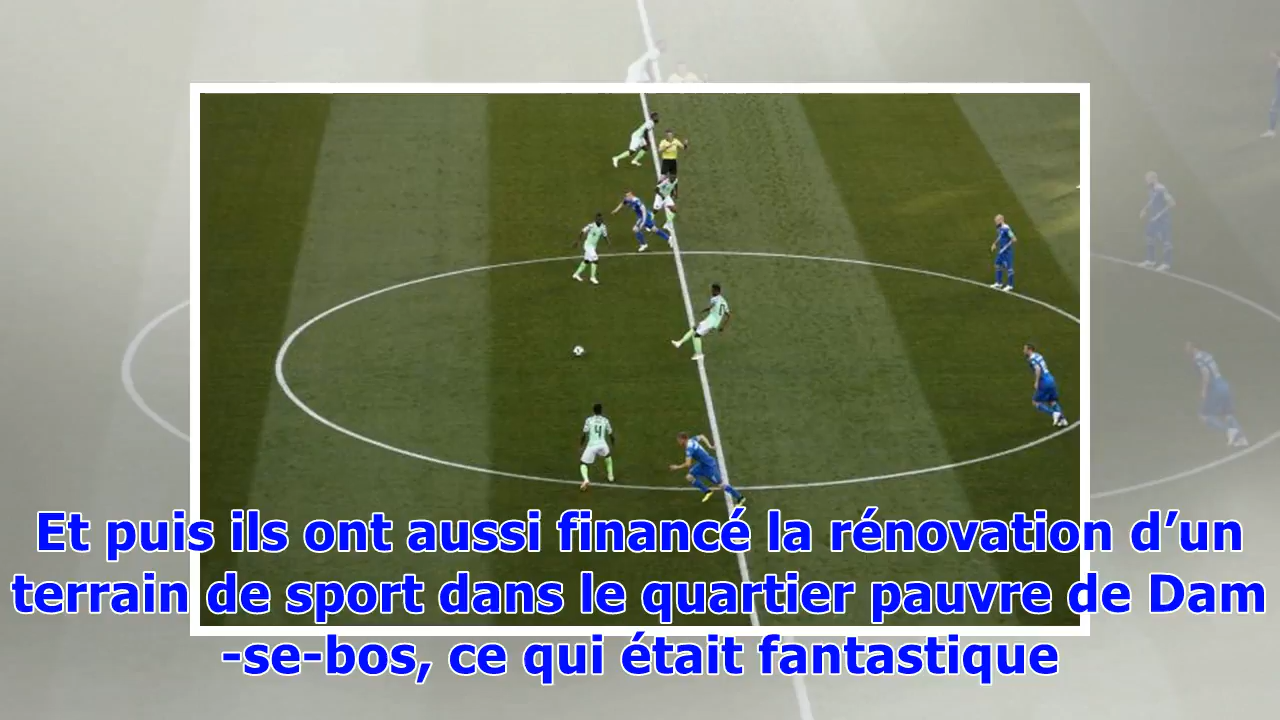 Et puis ils ont aussi financé la rénovation d’un
terrain de sport dans le quartier pauvre de Dam
-se-bos, ce qui était fantastique
4